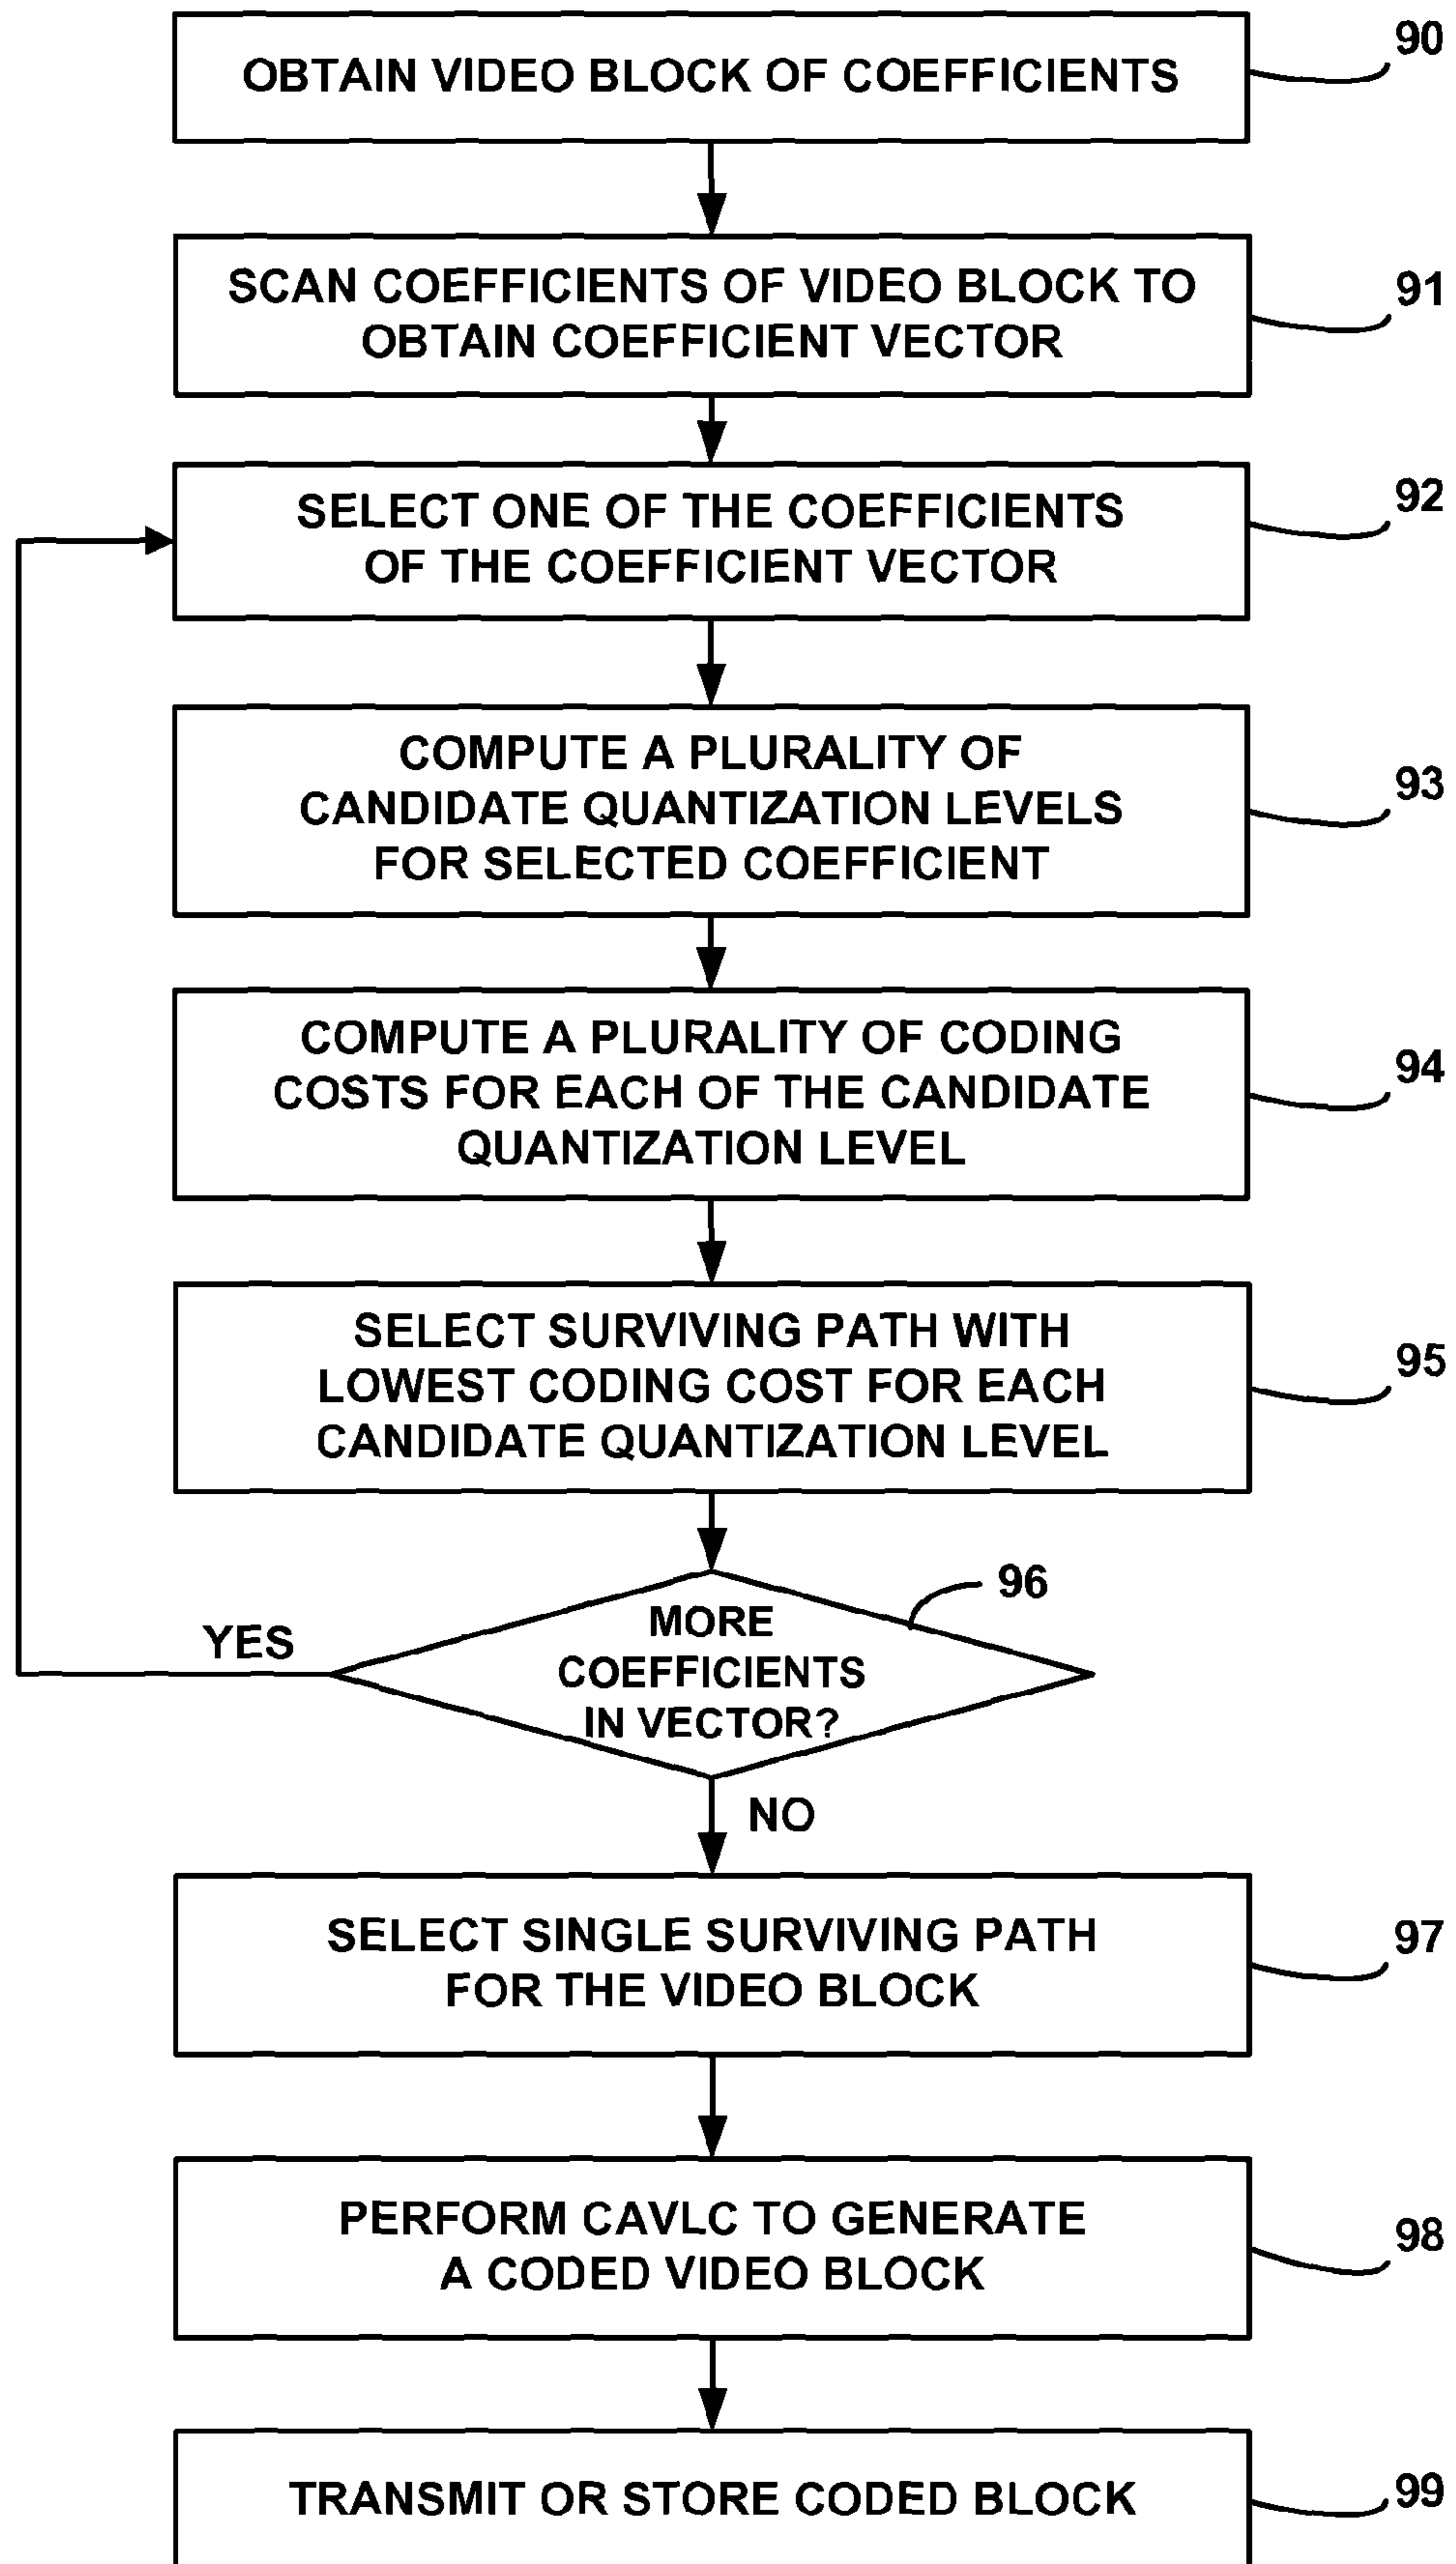 OBTAIN VIDEO BLOCK OF COEFFICIENTS
90
SCAN COEFFICIENTS OF VIDEO BLOCK TO
OBTAIN COEFFICIENT VECTOR
91
SELECT ONE OF THE COEFFICIENTS
OF THE COEFFICIENT VECTOR
92
COMPUTE A PLURALITY OF
CANDIDATE QUANTIZATION LEVELS
FOR SELECTED COEFFICIENT
93
COMPUTE A PLURALITY OF CODING
COSTS FOR EACH OF THE CANDIDATE
QUANTIZATION LEVEL
94
SELECT SURVIVING PATH WITH
LOWEST CODING COST FOR EACH
CANDIDATE QUANTIZATION LEVEL
95
MORE
COEFFICIENTS
IN VECTOR?
96
YES
NO
SELECT SINGLE SURVIVING PATH
FOR THE VIDEO BLOCK
97
PERFORM CAVLC TO GENERATE
A CODED VIDEO BLOCK
98
TRANSMIT OR STORE CODED BLOCK
99